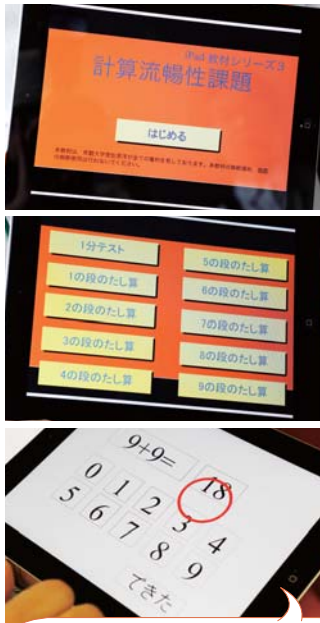 iPad 教材シリーズ3
計算流暢性課題
はじめる
1分テスト
1の段のたし算
2の段のたし算
3の段のたし算
4の段のたし算
5の段のたし算
6の段のたし算
7の段のたし算
8の段のたし算
9の段のたし算
9+9=
18
0 1 2 3 4
5 6 7 8 9
できた